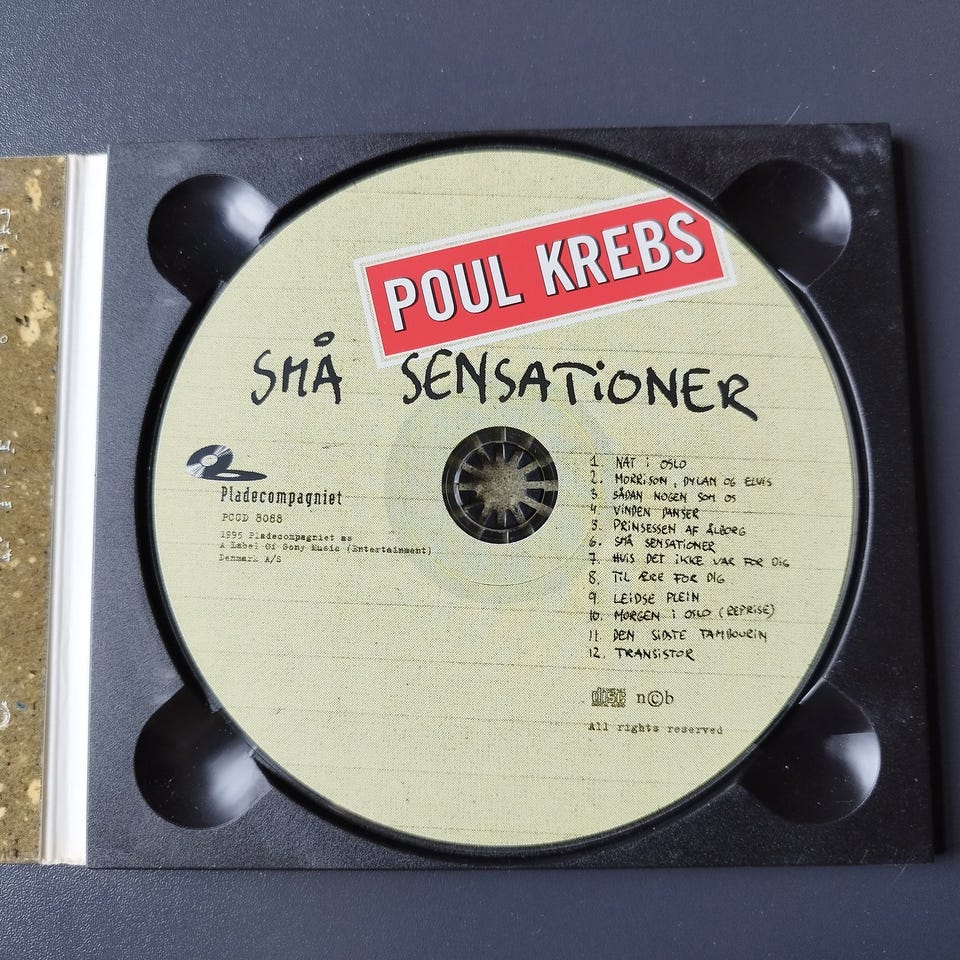 POUL KREBS
SMÅ SENSATIONER
Pladecompagniet
PCCD 8088
1995 Pladecompagniet as
A Label Of Sony Music (Entertainment)
Denmark A/S
1. NAT i OSLO
2. MORRISON, DYLAN OG ELVIS
3 SÅDAN NOGEN SOM OS
4. VINDEN DANSER
5. PRINSESSEN AF ÅLBORG
6. SMÅ SENSATIONER
7. HVIS DET iKKE VAR FOR DIG
8. TIL ÆRE FOR DIG
9. LEIDSE PLEIN
10. MORGEN i OSLO (REPRISE)
11. DEN SIDSTE TAMBOURIN
12. TRANSISTOR
disc n©b
All rights reserved